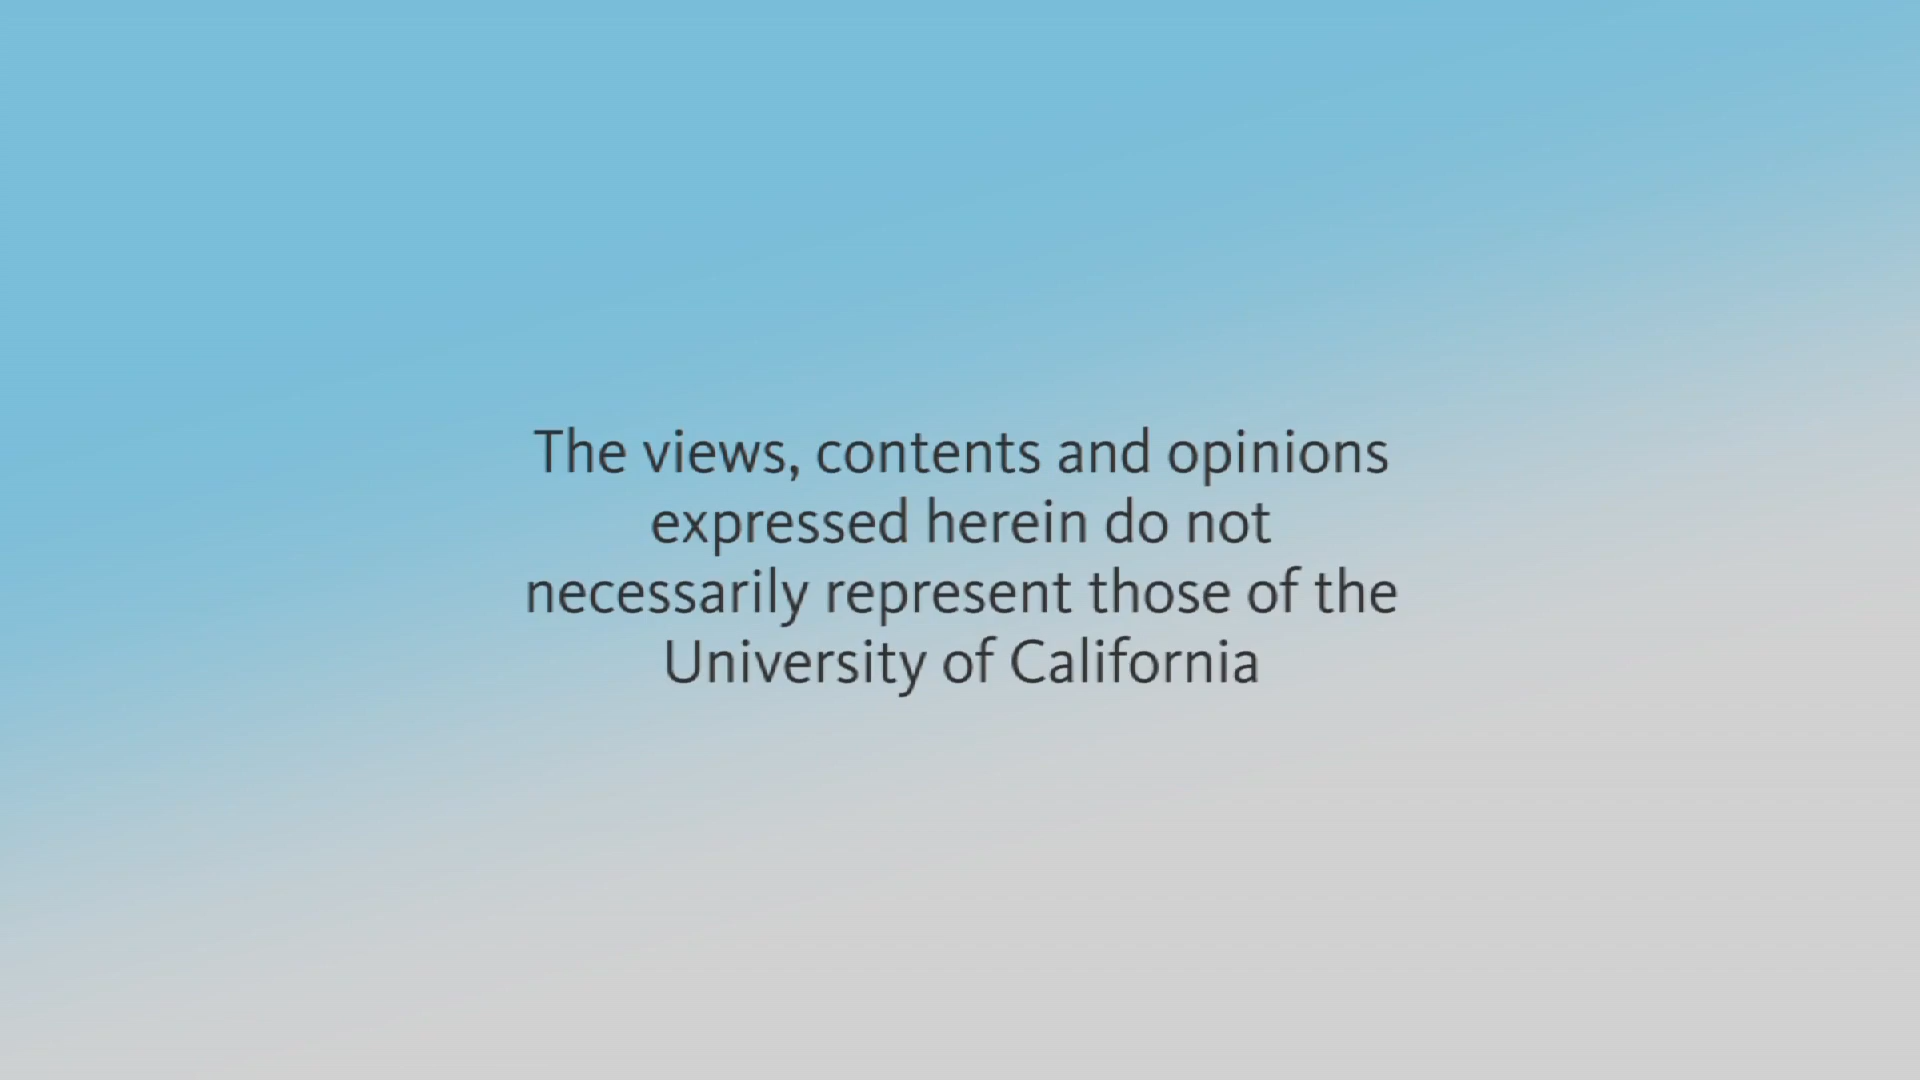 The views, contents and opinions
expressed herein do not
necessarily represent those of the
University of California